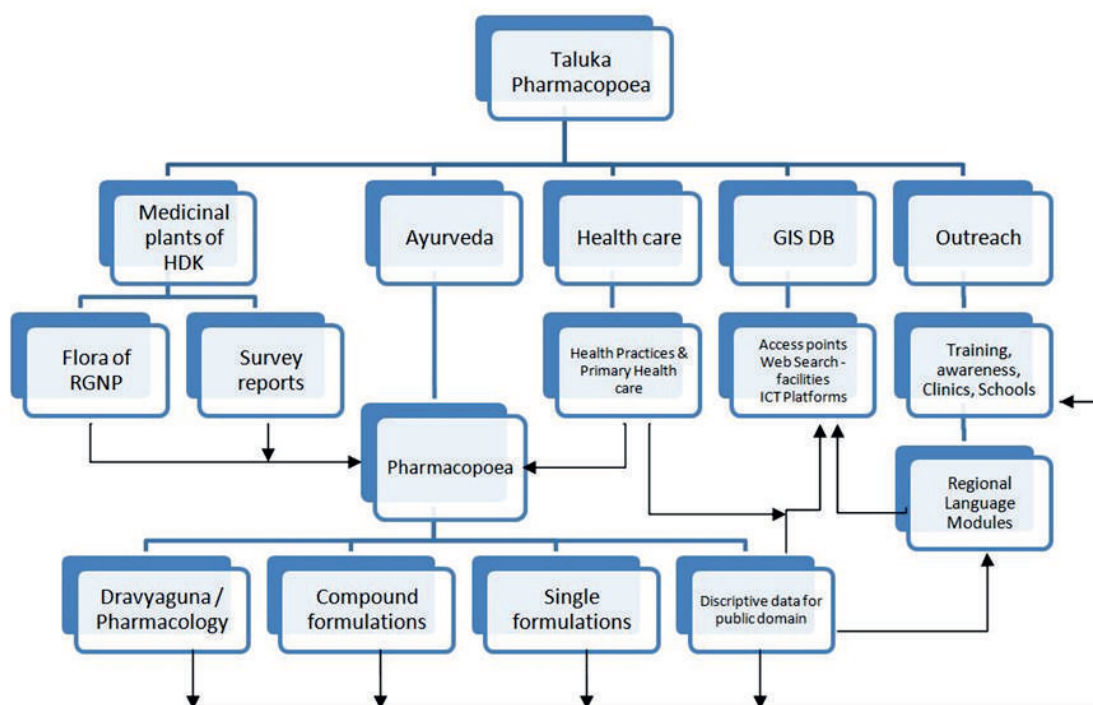 Taluka
Pharmacopoea
Medicinal
plants of
HDK
Ayurveda
Health care
GIS DB
Outreach
Flora of
RGNP
Survey
reports
Health Practices &
Primary Health
care
Access points
Web Search -
facilities
ICT Platforms
Training,
awareness,
Clinics, Schools
Pharmacopoea
Regional
Language
Modules
Dravyaguna /
Pharmacology
Compound
formulations
Single
formulations
Discriptive data for
public domain